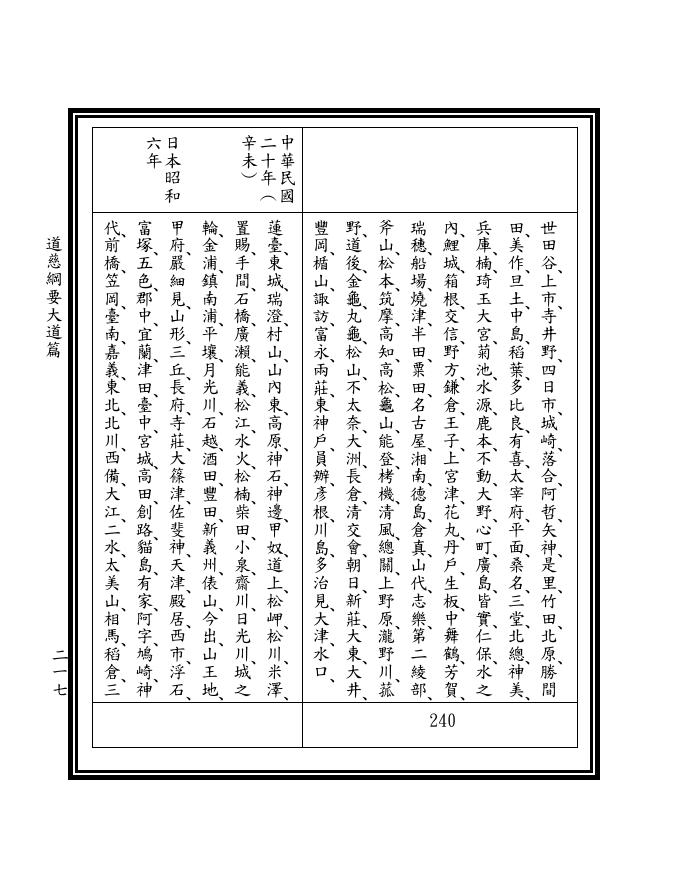 世田谷、上市、寺井野、四日市、城崎、落合、阿哲、矢神、是里、竹田、北原、勝間
田、美作、旦土、中島、稻葉、多比良、有喜、太宰府、平面、桑名、三堂、北總、神美、
兵庫、楠、琦玉、大宮、菊池、水源、鹿本、不動、大野、心町、廣島、皆實、仁保、水之
內、鯉城、箱根、交信、野方、鎌倉、王子、上宮津、花丸、丹戶、生板、中舞鶴、芳賀、
瑞穗、船場、燒津、半田、粟田、名古屋、湘南、德島、倉真、山代、志樂、第二綾部、
斧山、松本、筑摩、高知、高松、龜山、能登、栲機、清風、總關、上野原、瀧野川、菰
野、道後、金龜、丸龜、松山、不太奈、大洲、長倉、清交會、朝日、新莊、大東、大井、
豐岡、楯山、諏訪、富永、兩莊、東神戶、員辦、彥根、川島、多治見、大津、水口、
240
中華民國
二十年（
辛未）
蓮臺、東城、瑞澄、村山、山內、東高原、神石、神邊、甲奴、道上、松岬、松川、米澤、
置賜、手間、石橋、廣瀨、能義、松江、水火、松楠、柴田、小泉、齋川、日光川、城之
輪、金浦、鎮南浦、平壤、月光川、石越、酒田、豐田、新義州、俵山、今出、山王、地、
日本昭和
六年
甲府、嚴、細見、山形、三丘、長府、寺莊、大篠津、佐斐神、天津、殿居、西市、浮石、
富塚、五色、郡中、宜蘭、津田、臺中、宮城、高田、創路、貓島、有家、阿字、鳩崎、神
代、前橋、笠岡、臺南、嘉義、東北、北川、西備、大江、二水、太美山、相馬、稻倉、三
道慈綱要大道篇
二一七